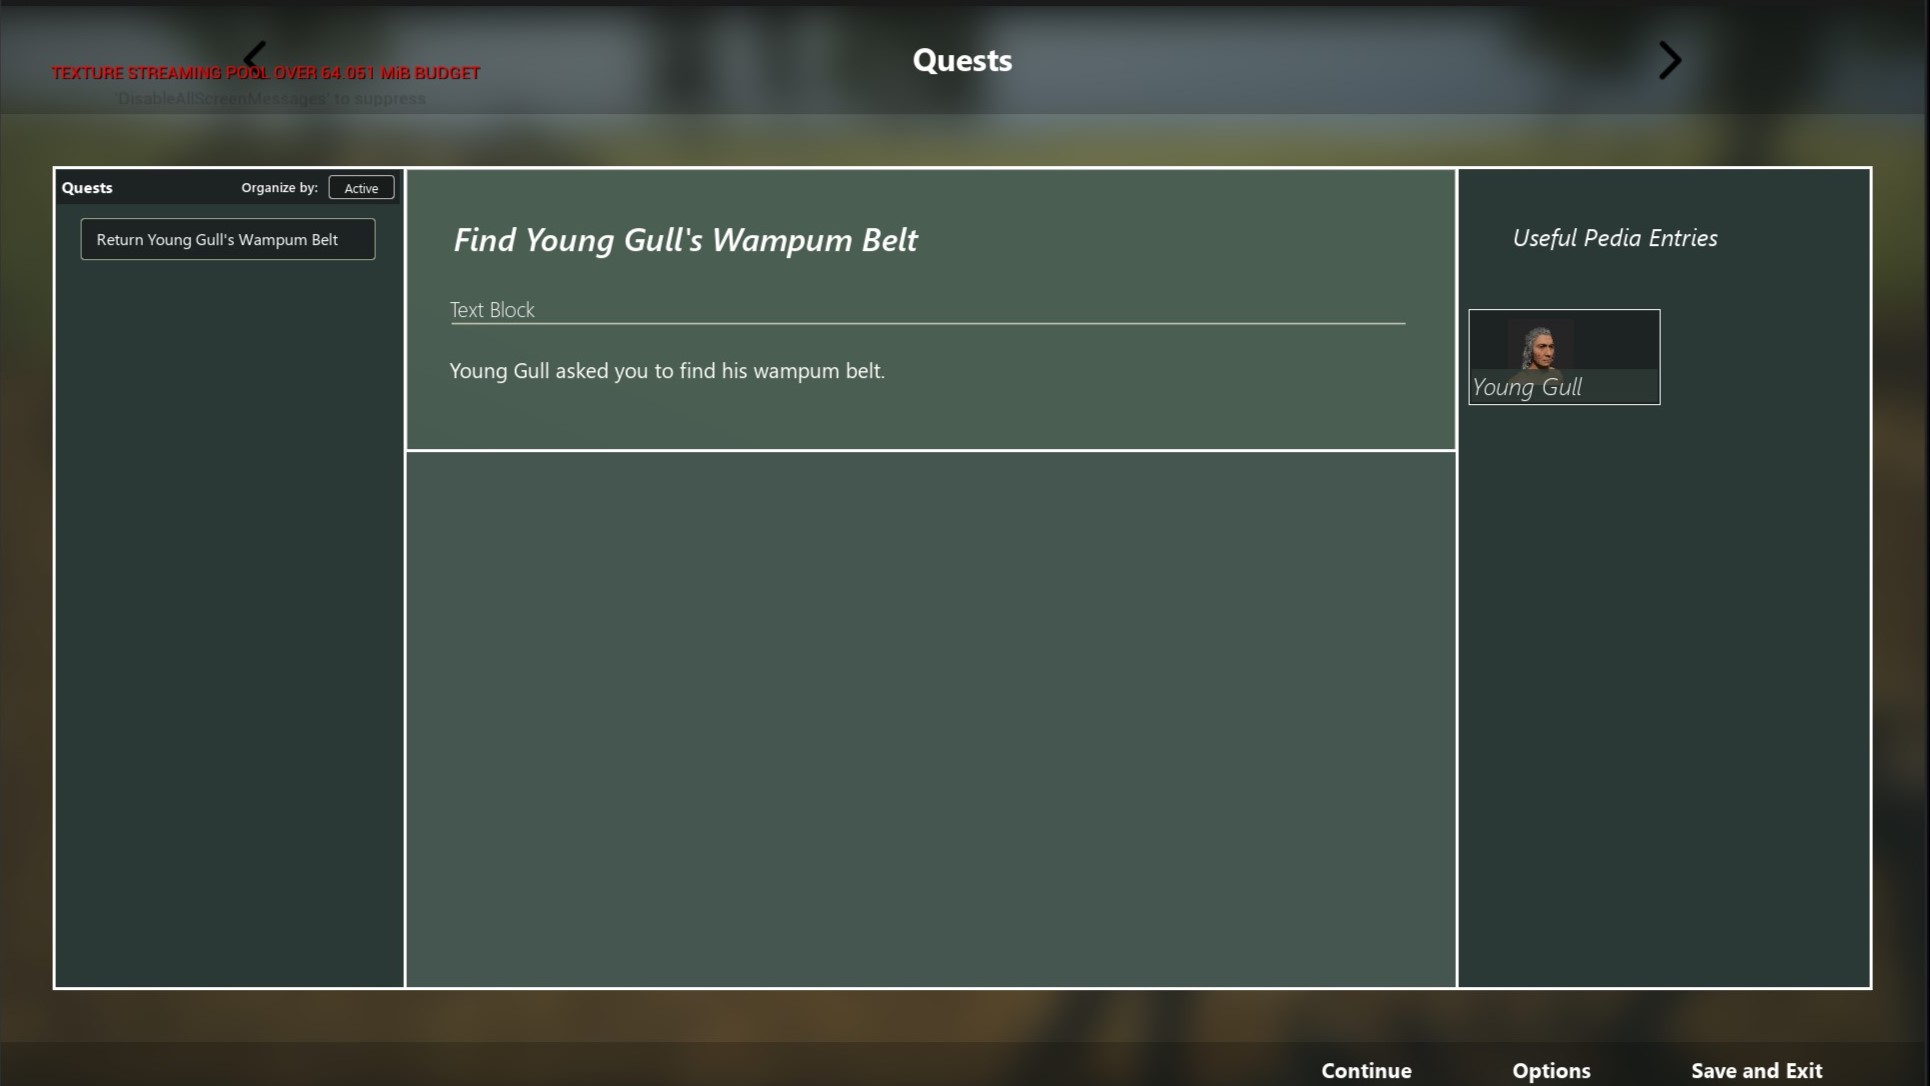 Quests
TEXTURE STREAMING POOL OVER 64.051 MiB BUDGET
'DisableAllScreenMessages' to suppress
Quests
Organize by:
Active
Return Young Gull's Wampum Belt
Find Young Gull's Wampum Belt
Text Block
Young Gull asked you to find his wampum belt.
Useful Pedia Entries
Young Gull
Continue
Options
Save and Exit